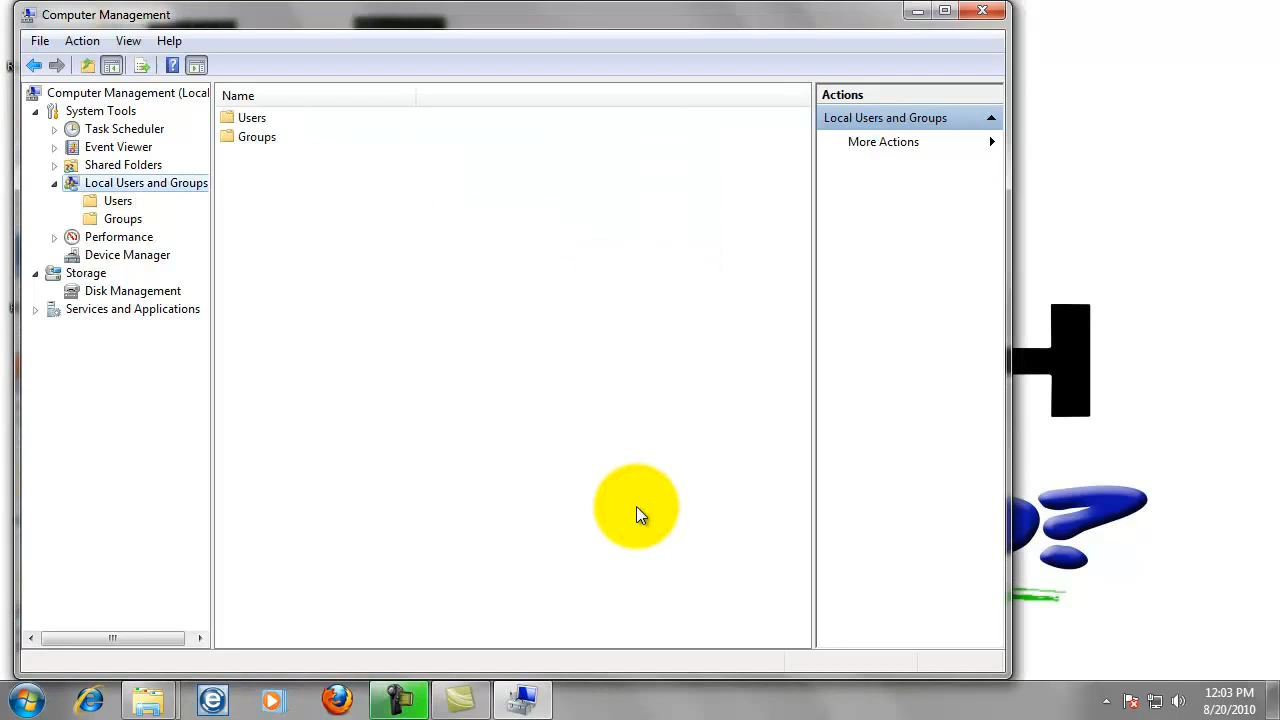 Computer Management
File Action View Help
Computer Management (Local
System Tools
Task Scheduler
Event Viewer
Shared Folders
Local Users and Groups
Users
Groups
Performance
Device Manager
Storage
Disk Management
Services and Applications
Name
Users
Groups
Actions
Local Users and Groups
More Actions
12:03 PM
8/20/2010